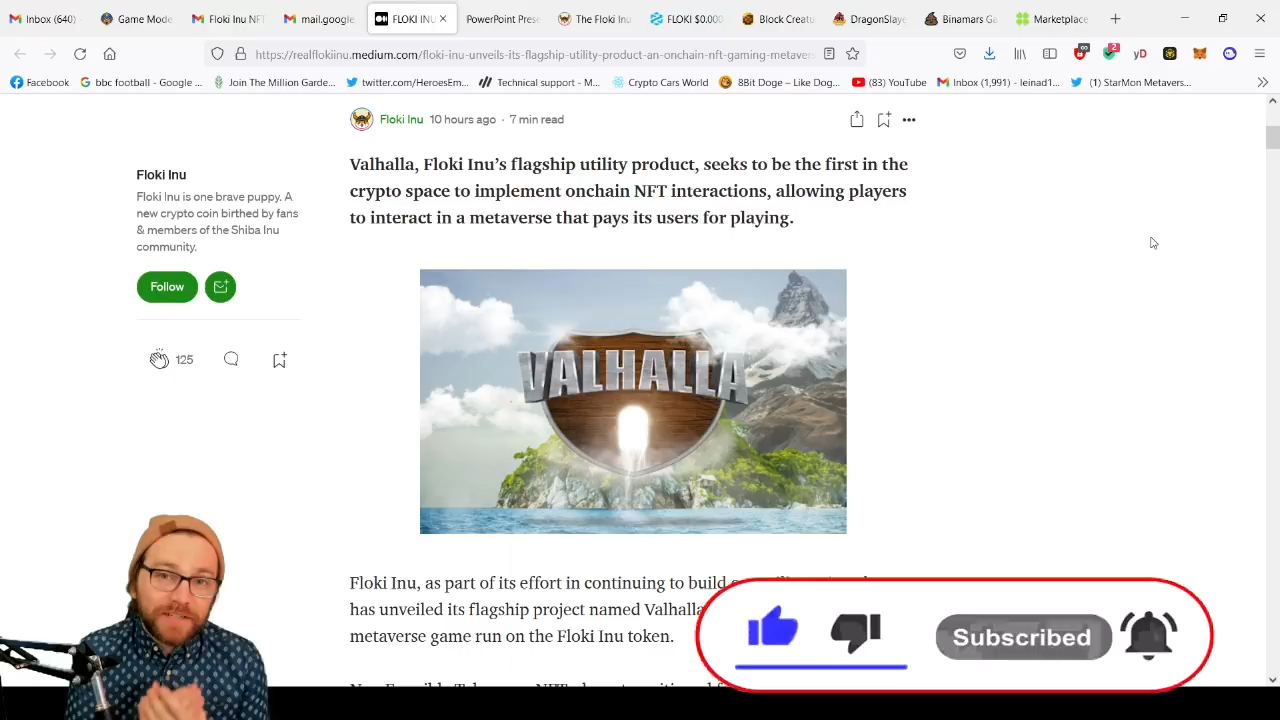 Inbox (640)
Game Mode
Floki Inu NFT
mail.google.
FLOKI INU
PowerPoint Pres
The Floki Inu
FLOKI $0.000
Block Creatu
DragonSlaye
Binamars Ga
Marketplace
https://realflokiinu.medium.com/floki-inu-unveils-its-flagship-utility-product-an-onchain-nft-gaming-metavers
Facebook
bbc football - Google ...
Join The Million Garde...
twitter.com/HeroesEm...
Technical support - M...
Crypto Cars World
8Bit Doge – Like Dog...
(83) YouTube
Inbox (1,991) - leinad1...
(1) StarMon Metavers...
Floki Inu 10 hours ago · 7 min read
Valhalla, Floki Inu’s flagship utility product, seeks to be the first in the
crypto space to implement onchain NFT interactions, allowing players
to interact in a metaverse that pays its users for playing.
Floki Inu
Floki Inu is one brave puppy. A
new crypto coin birthed by fans
& members of the Shiba Inu
community.
Follow
125
VALHALLA
Floki Inu, as part of its effort in continuing to build
has unveiled its flagship project named Valhalla
metaverse game run on the Floki Inu token.
Subscribed